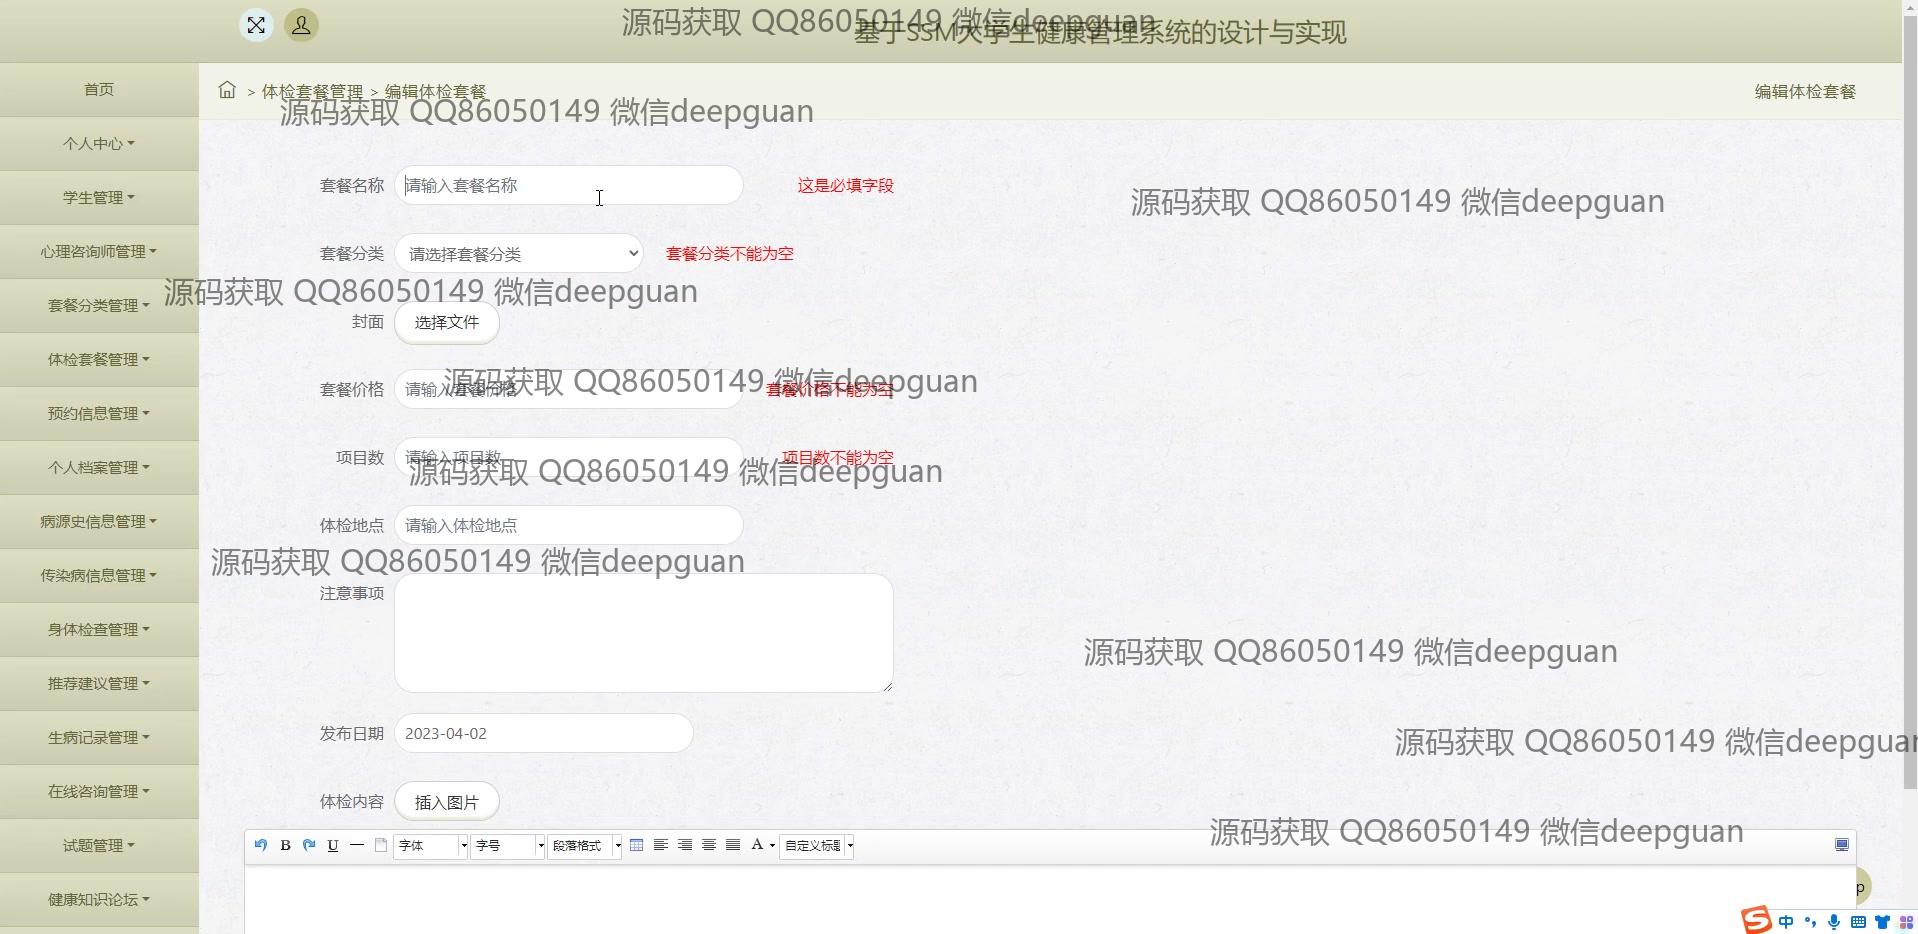 源码获取 QQ86050149 微信deepguan
基于SSM大学生健康管理系统的设计与实现
首页
个人中心
学生管理
心理咨询师管理
套餐分类管理
体检套餐管理
预约信息管理
个人档案管理
病源史信息管理
传染病信息管理
身体检查管理
推荐建议管理
生病记录管理
在线咨询管理
试题管理
健康知识论坛
> 体检套餐管理 > 编辑体检套餐
编辑体检套餐
源码获取 QQ86050149 微信deepguan
套餐名称 请输入套餐名称 这是必填字段
源码获取 QQ86050149 微信deepguan
套餐分类 请选择套餐分类 套餐分类不能为空
源码获取 QQ86050149 微信deepguan
封面 选择文件
源码获取 QQ86050149 微信deepguan
套餐价格 请输入套餐价格 套餐价格不能为空
项目数 请输入项目数 项目数不能为空
源码获取 QQ86050149 微信deepguan
体检地点 请输入体检地点
源码获取 QQ86050149 微信deepguan
注意事项
源码获取 QQ86050149 微信deepguan
发布日期 2023-04-02
源码获取 QQ86050149 微信deepguan
体检内容 插入图片
源码获取 QQ86050149 微信deepguan
B U 字体 字号 段落格式 A 自定义标题
p
S 中